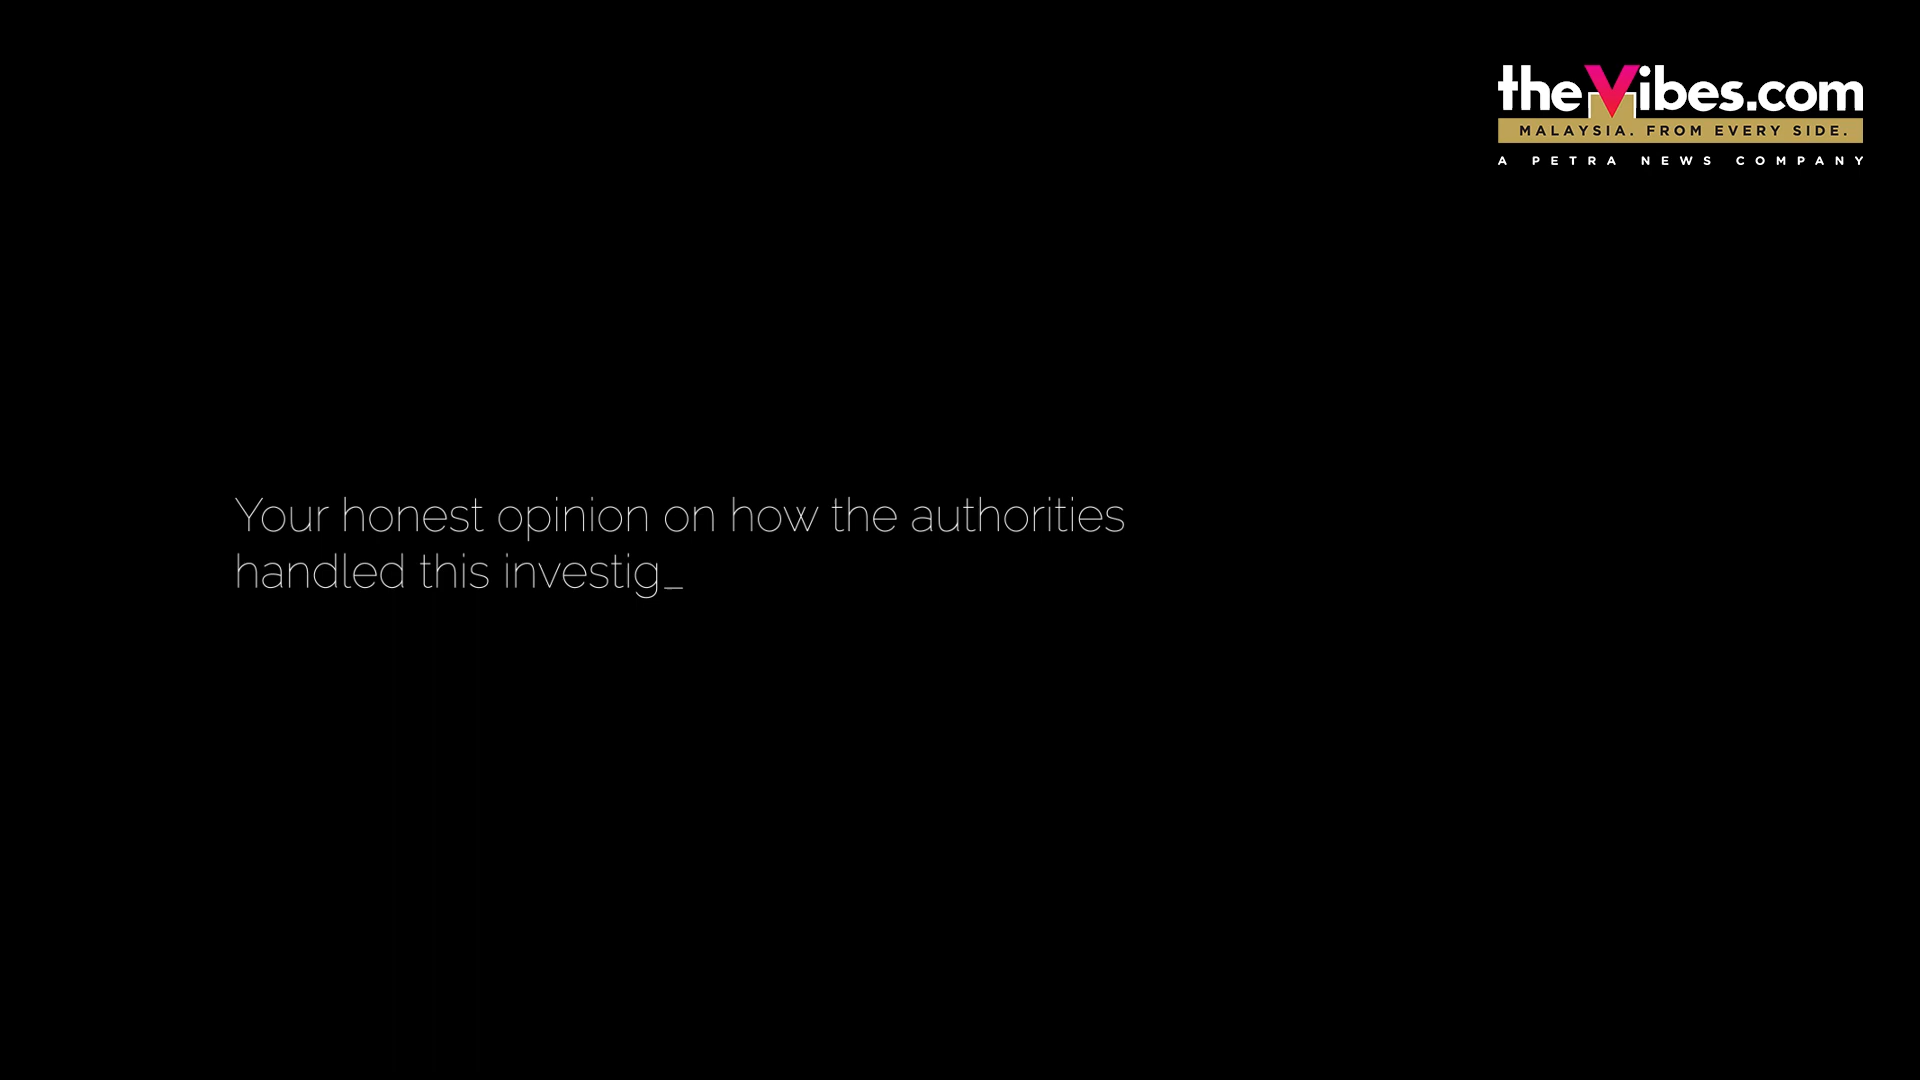 theVibes.com
MALAYSIA. FROM EVERY SIDE.
A PETRA NEWS COMPANY
Your honest opinion on how the authorities
handled this investig_